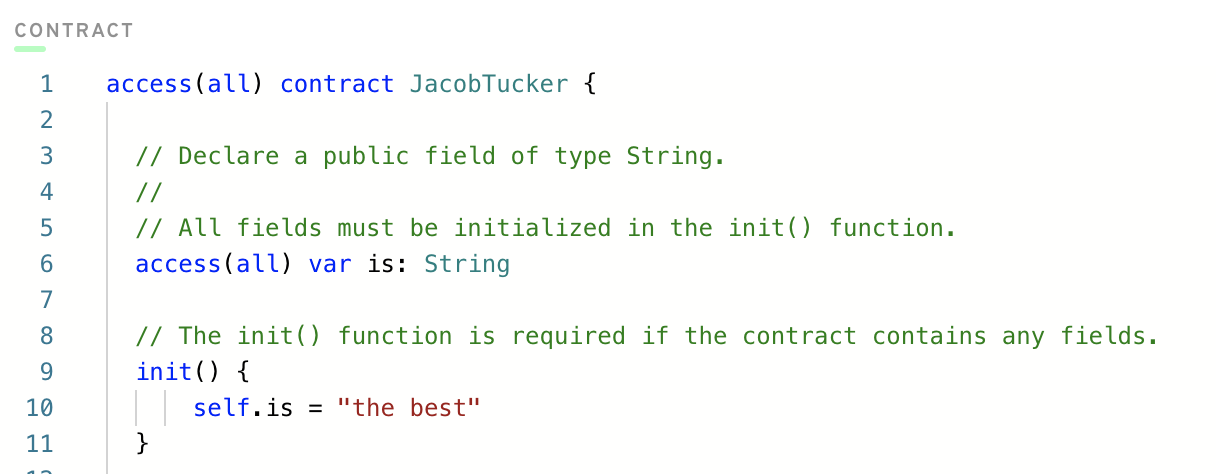 CONTRACT
1 access(all) contract JacobTucker {
2
3 // Declare a public field of type String.
4 //
5 // All fields must be initialized in the init() function.
6 access(all) var is: String
7
8 // The init() function is required if the contract contains any fields.
9 init() {
10 self.is = "the best"
11 }